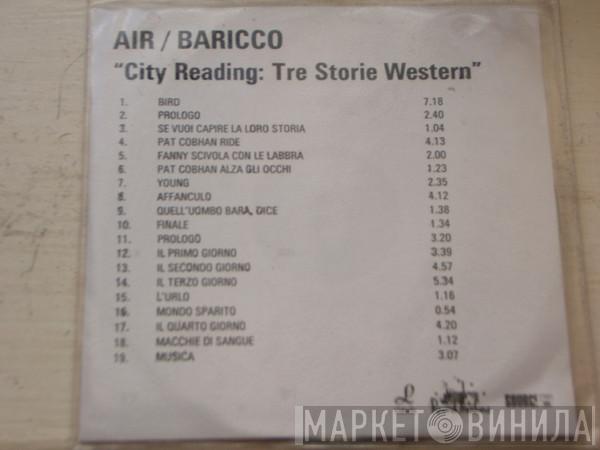 AIR / BARICCO
"City Reading: Tre Storie Western"
1. BIRD 7.18
2. PROLOGO 2.40
3. SE VUOI CAPIRE LA LORO STORIA 1.04
4. PAT COBHAN RIDE 4.13
5. FANNY SCIVOLA CON LE LABBRA 2.00
6. PAT COBHAN ALZA GLI OCCHI 1.23
7. YOUNG 2.35
8. AFFANCULO 4.12
9. QUELL'UOMBO BARA, DICE 1.38
10. FINALE 1.34
11. PROLOGO 3.20
12. IL PRIMO GIORNO 3.39
13. IL SECONDO GIORNO 4.57
14. IL TERZO GIORNO 5.34
15. L'URLO 1.16
16. MONDO SPARITO 0.54
17. IL QUARTO GIORNO 4.20
18. MACCHIE DI SANGUE 1.12
19. MUSICA 3.07
МАРКЕТ ВИНИЛА